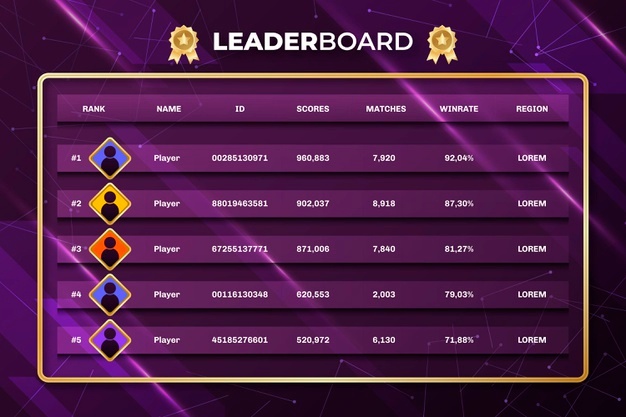 LEADERBOARD
RANK NAME ID SCORES MATCHES WINRATE REGION
#1 Player 00285130971 960,883 7,920 92,04% LOREM
#2 Player 88019463581 902,037 8,918 87,30% LOREM
#3 Player 67255137771 871,006 7,840 81,27% LOREM
#4 Player 00116130348 620,553 2,003 79,03% LOREM
#5 Player 45185276601 520,972 6,130 71,88% LOREM